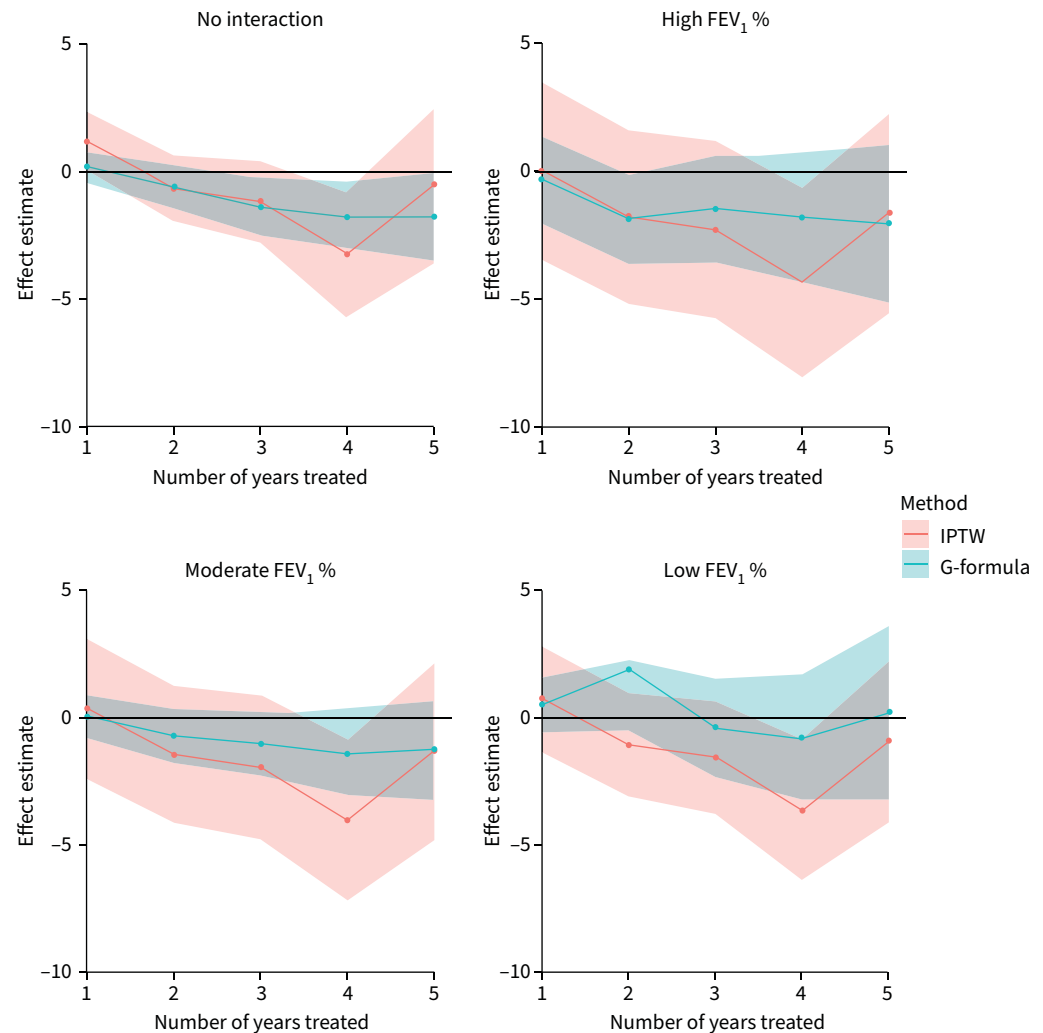 No interaction
5
0
–5
–10
Effect estimate
1 2 3 4 5
Number of years treated
High FEV1 %
5
0
–5
–10
Effect estimate
1 2 3 4 5
Number of years treated
Method
IPTW
G-formula
Moderate FEV1 %
5
0
–5
–10
Effect estimate
1 2 3 4 5
Number of years treated
Low FEV1 %
5
0
–5
–10
Effect estimate
1 2 3 4 5
Number of years treated